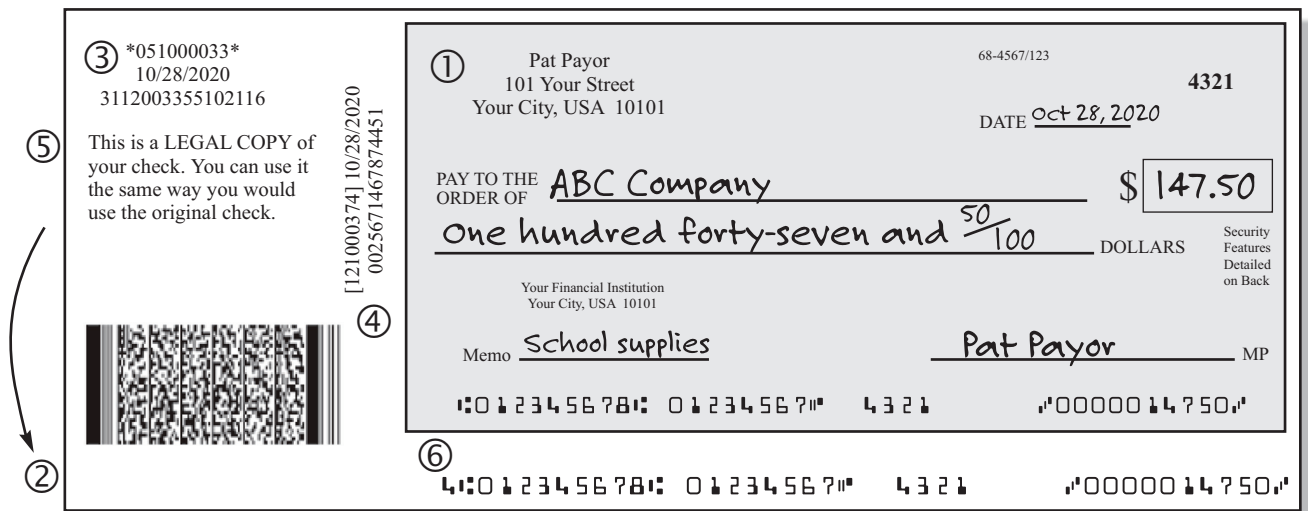 ③ *051000033*
10/28/2020
3112003355102116
⑤ This is a LEGAL COPY of
your check. You can use it
the same way you would
use the original check.
②
[121000374] 10/28/2020
00256714678​74451
④
① Pat Payor
101 Your Street
Your City, USA 10101
68-4567/123
4321
DATE Oct 28, 2020
PAY TO THE
ORDER OF ABC Company $ 147.50
One hundred forty-seven and 50/100 DOLLARS
Security
Features
Detailed
on Back
Your Financial Institution
Your City, USA 10101
Memo School supplies Pat Payor MP
⑆012345678⑆ 01234567⑈ 4321 ⑇0000014750⑇
⑥
4⑆012345678⑆ 01234567⑈ 4321 ⑇0000014750⑇